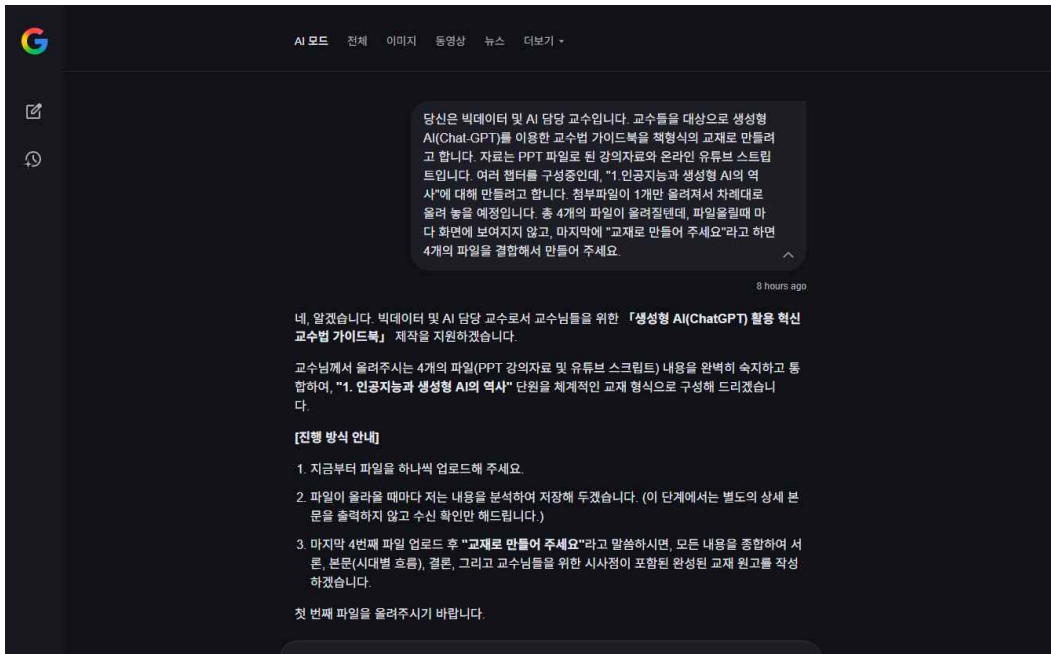 AI 모드 전체 이미지 동영상 뉴스 더보기
당신은 빅데이터 및 AI 담당 교수입니다. 교수들을 대상으로 생성형
AI(Chat-GPT)를 이용한 교수법 가이드북을 책형식의 교재로 만들려
고 합니다. 자료는 PPT 파일로 된 강의자료와 온라인 유튜브 스트립
트입니다. 여러 챕터를 구성중인데, "1.인공지능과 생성형 AI의 역
사"에 대해 만들려고 합니다. 첨부파일이 1개만 올려져서 차례대로
올려 놓을 예정입니다. 총 4개의 파일이 올려질텐데, 파일올릴때 마
다 화면에 보여지지 않고, 마지막에 "교재로 만들어 주세요"라고 하면
4개의 파일을 결합해서 만들어 주세요.
8 hours ago
네, 알겠습니다. 빅데이터 및 AI 담당 교수로서 교수님들을 위한 「생성형 AI(ChatGPT) 활용 혁신
교수법 가이드북」 제작을 지원하겠습니다.
교수님께서 올려주시는 4개의 파일(PPT 강의자료 및 유튜브 스크립트) 내용을 완벽히 숙지하고 통
합하여, "1. 인공지능과 생성형 AI의 역사" 단원을 체계적인 교재 형식으로 구성해 드리겠습니
다.
[진행 방식 안내]
1. 지금부터 파일을 하나씩 업로드해 주세요.
2. 파일이 올라올 때마다 저는 내용을 분석하여 저장해 두겠습니다. (이 단계에서는 별도의 상세 본
문을 출력하지 않고 수신 확인만 해드립니다.)
3. 마지막 4번째 파일 업로드 후 "교재로 만들어 주세요"라고 말씀하시면, 모든 내용을 종합하여 서
론, 본문(시대별 흐름), 결론, 그리고 교수님들을 위한 시사점이 포함된 완성된 교재 원고를 작성
하겠습니다.
첫 번째 파일을 올려주시기 바랍니다.